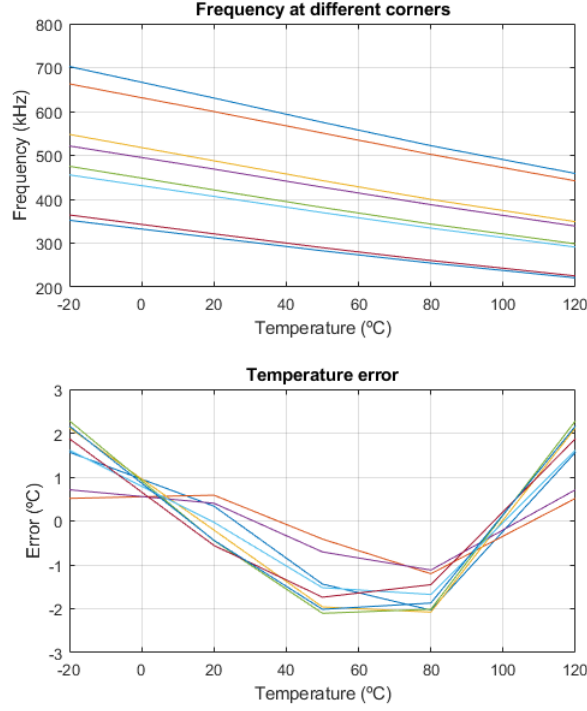 Frequency at different corners
800
700
600
500
400
300
200
Frequency (kHz)
-20 0 20 40 60 80 100 120
Temperature (ºC)
Temperature error
3
2
1
0
-1
-2
-3
Error (ºC)
-20 0 20 40 60 80 100 120
Temperature (ºC)